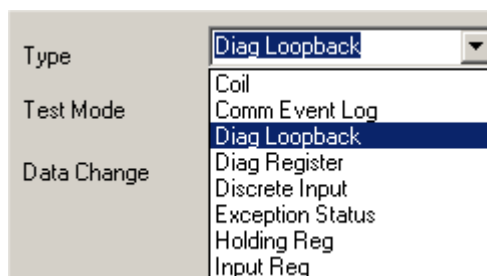 Type
Diag Loopback
Coil
Test Mode
Comm Event Log
Diag Loopback
Diag Register
Data Change
Discrete Input
Exception Status
Holding Reg
Input Reg